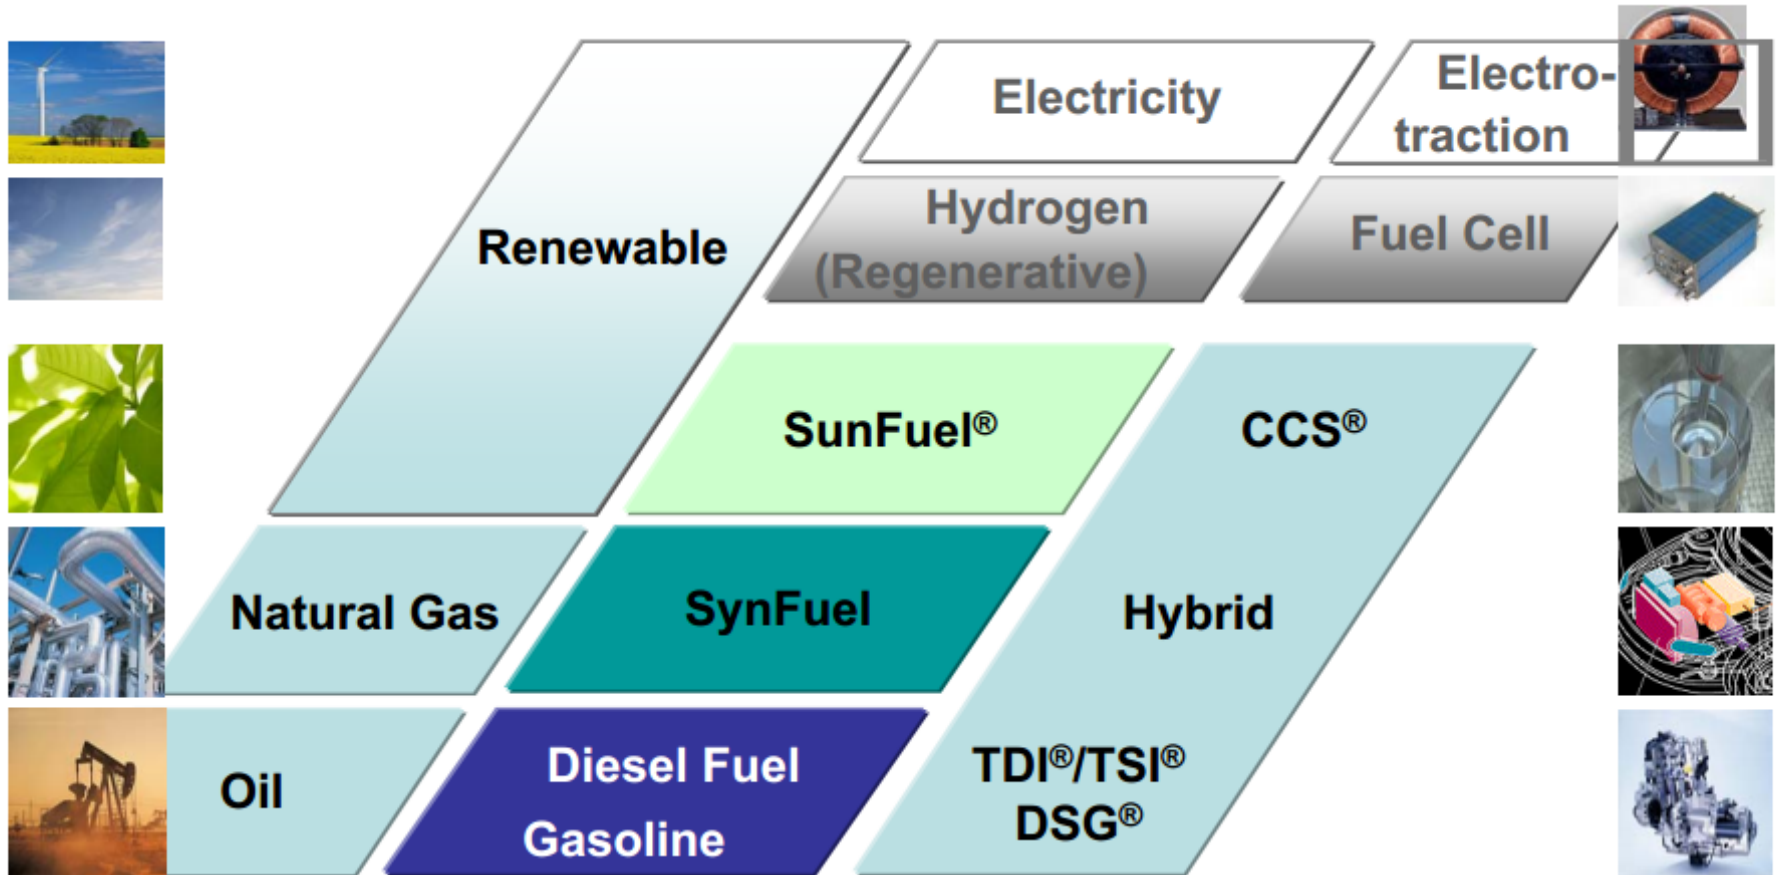 Electricity
Electro-
traction
Renewable
Hydrogen
(Regenerative)
Fuel Cell
SunFuel®
CCS®
Natural Gas
SynFuel
Hybrid
Oil
Diesel Fuel
Gasoline
TDI®/TSI®
DSG®